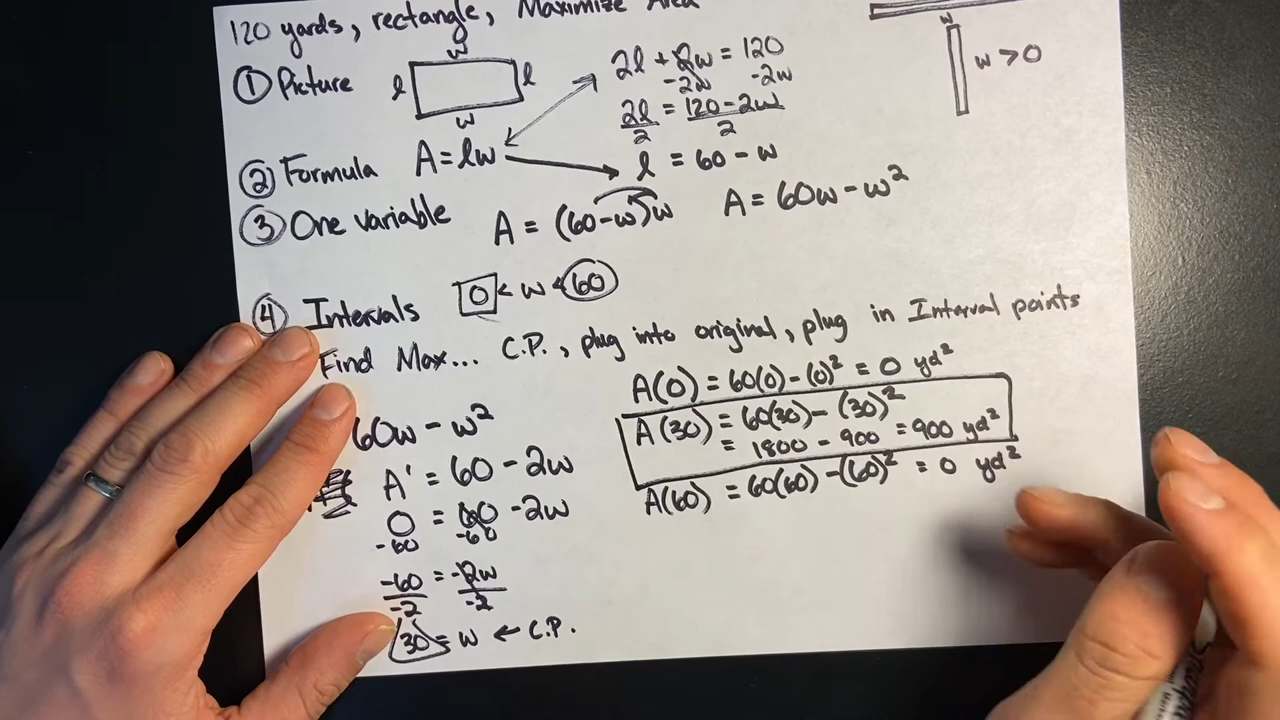 120 yards, rectangle, Maximize Area
① Picture
w
l
l
w
2l + 2w = 120
-2w -2w
2l = 120 - 2w
2 2
w
w > 0
② Formula A = lw
l = 60 - w
③ One variable A = (60-w)w A = 60w - w²
④ Intervals 0 < w < 60
Find Max... C.P., plug into original, plug in Interval points
60w - w²
A' = 60 - 2w
0 = 60 - 2w
-60 -60
-60 = -2w
-2 -2
30 = w ← C.P.
A(0) = 60(0) - (0)² = 0 yd²
A(30) = 60(30) - (30)²
= 1800 - 900 = 900 yd²
A(60) = 60(60) - (60)² = 0 yd²